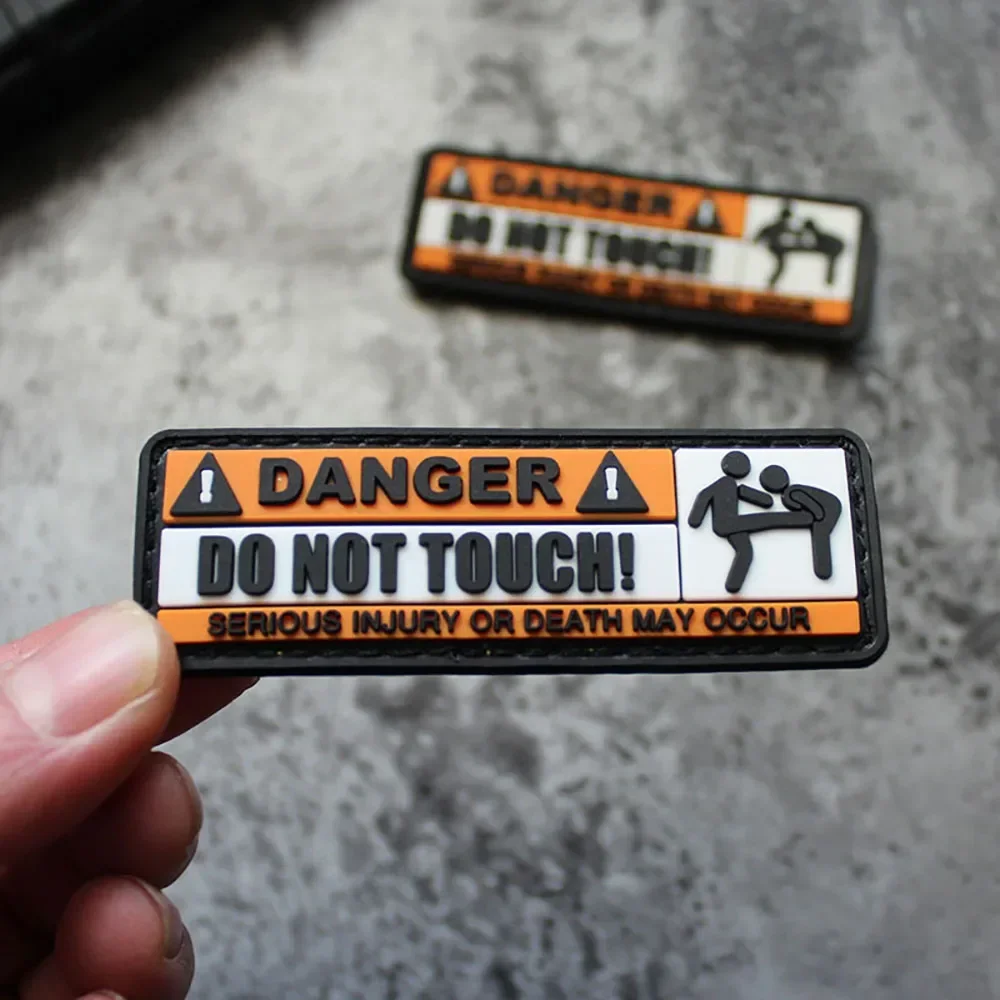 DANGER
DO NOT TOUCH!
DANGER
DO NOT TOUCH!
SERIOUS INJURY OR DEATH MAY OCCUR